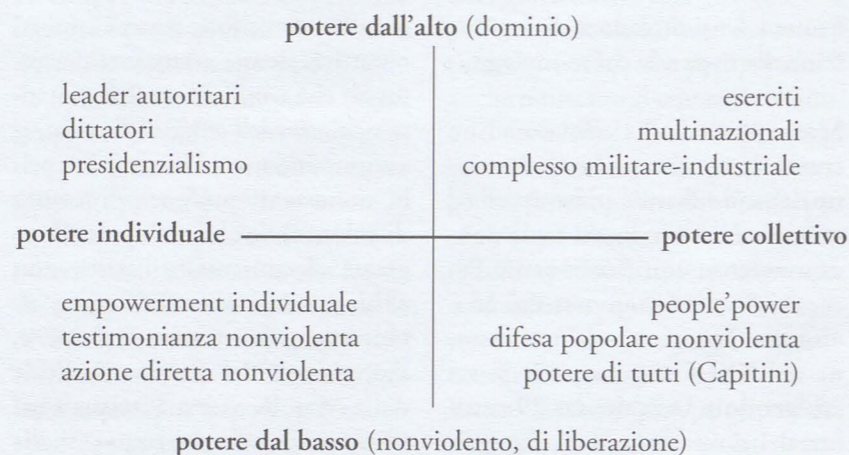 potere dall'alto (dominio)
leader autoritari
dittatori
presidenzialismo
eserciti
multinazionali
complesso militare-industriale
potere individuale
potere collettivo
empowerment individuale
testimonianza nonviolenta
azione diretta nonviolenta
people'power
difesa popolare nonviolenta
potere di tutti (Capitini)
potere dal basso (nonviolento, di liberazione)